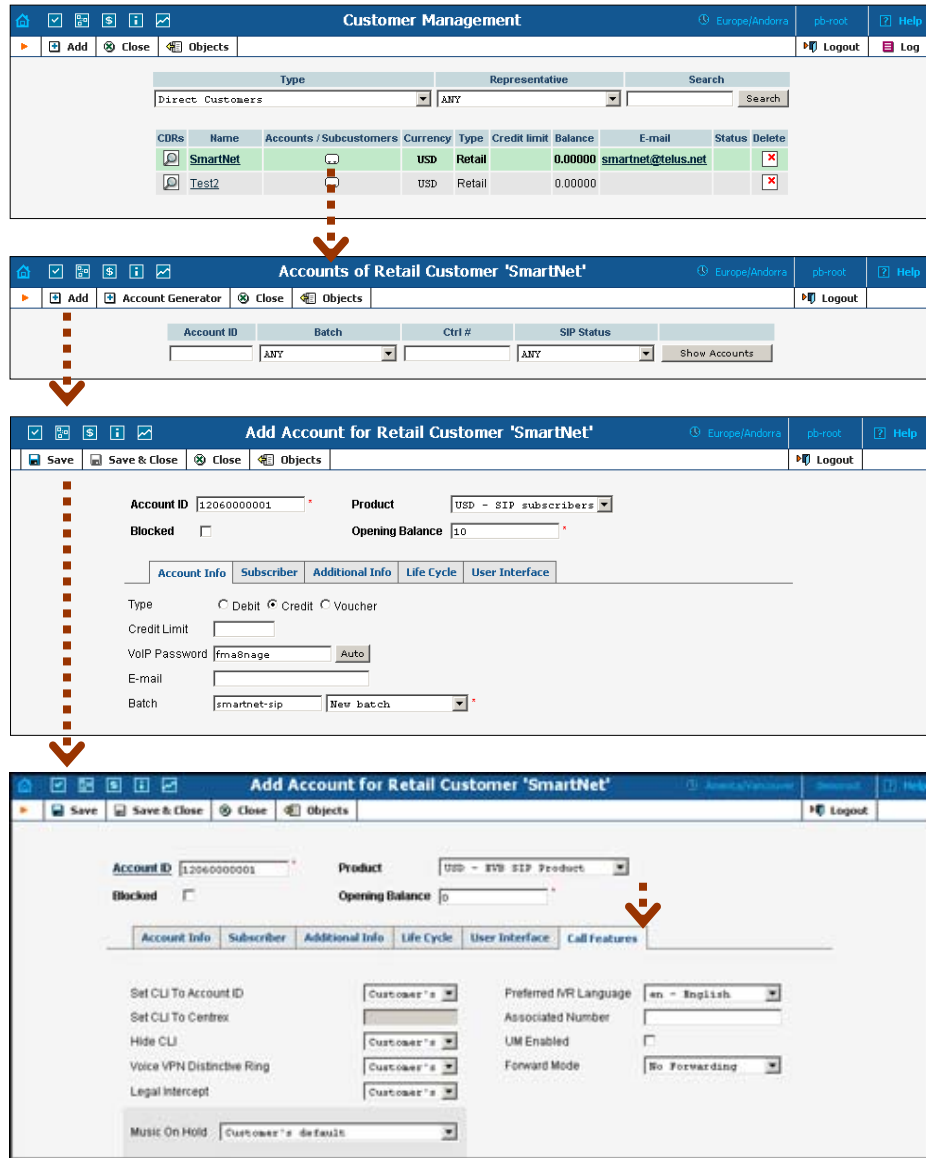 Customer Management Europe/Andorra pb-root ? Help
Add Close Objects Logout Log
Type Representative Search
Direct Customers ANY Search
CDRs Name Accounts / Subcustomers Currency Type Credit limit Balance E-mail Status Delete
SmartNet USD Retail 0.00000 smartnet@telus.net
Test2 USD Retail 0.00000
Accounts of Retail Customer 'SmartNet' Europe/Andorra pb-root ? Help
Add Account Generator Close Objects Logout
Account ID Batch Ctrl # SIP Status
ANY ANY Show Accounts
Add Account for Retail Customer 'SmartNet' Europe/Andorra pb-root ? Help
Save Save & Close Close Objects Logout
Account ID 12060000001 * Product USD - SIP subscribers
Blocked Opening Balance 10 *
Account Info Subscriber Additional Info Life Cycle User Interface
Type Debit Credit Voucher
Credit Limit
VoIP Password fma8nage Auto
E-mail
Batch smartnet-sip New batch *
Add Account for Retail Customer 'SmartNet' America/Vancouver ? Help
Save Save & Close Close Objects Logout
Account ID 12060000001 * Product USD - EVB SIP Product
Blocked Opening Balance 0 *
Account Info Subscriber Additional Info Life Cycle User Interface Call Features
Set CLI To Account ID Customer's Preferred IVR Language en - English
Set CLI To Centrex Associated Number
Hide CLI Customer's UM Enabled
Voice VPN Distinctive Ring Customer's Forward Mode No Forwarding
Legal Intercept Customer's
Music On Hold Customer's default